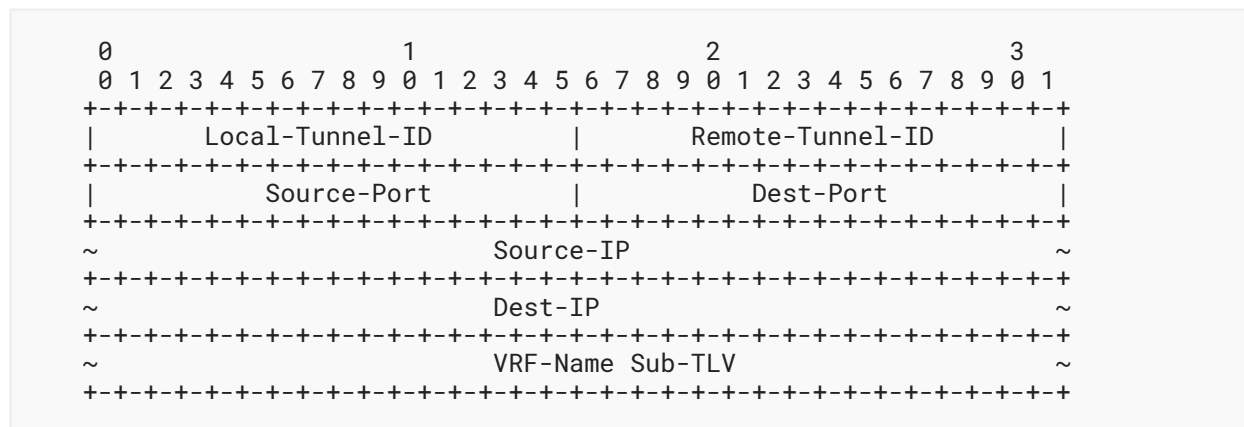 0                   1                   2                   3
 0 1 2 3 4 5 6 7 8 9 0 1 2 3 4 5 6 7 8 9 0 1 2 3 4 5 6 7 8 9 0 1
+-+-+-+-+-+-+-+-+-+-+-+-+-+-+-+-+-+-+-+-+-+-+-+-+-+-+-+-+-+-+-+-+
|       Local-Tunnel-ID         |       Remote-Tunnel-ID        |
+-+-+-+-+-+-+-+-+-+-+-+-+-+-+-+-+-+-+-+-+-+-+-+-+-+-+-+-+-+-+-+-+
|           Source-Port         |           Dest-Port           |
+-+-+-+-+-+-+-+-+-+-+-+-+-+-+-+-+-+-+-+-+-+-+-+-+-+-+-+-+-+-+-+-+
~                          Source-IP                            ~
+-+-+-+-+-+-+-+-+-+-+-+-+-+-+-+-+-+-+-+-+-+-+-+-+-+-+-+-+-+-+-+-+
~                          Dest-IP                              ~
+-+-+-+-+-+-+-+-+-+-+-+-+-+-+-+-+-+-+-+-+-+-+-+-+-+-+-+-+-+-+-+-+
~                          VRF-Name Sub-TLV                     ~
+-+-+-+-+-+-+-+-+-+-+-+-+-+-+-+-+-+-+-+-+-+-+-+-+-+-+-+-+-+-+-+-+